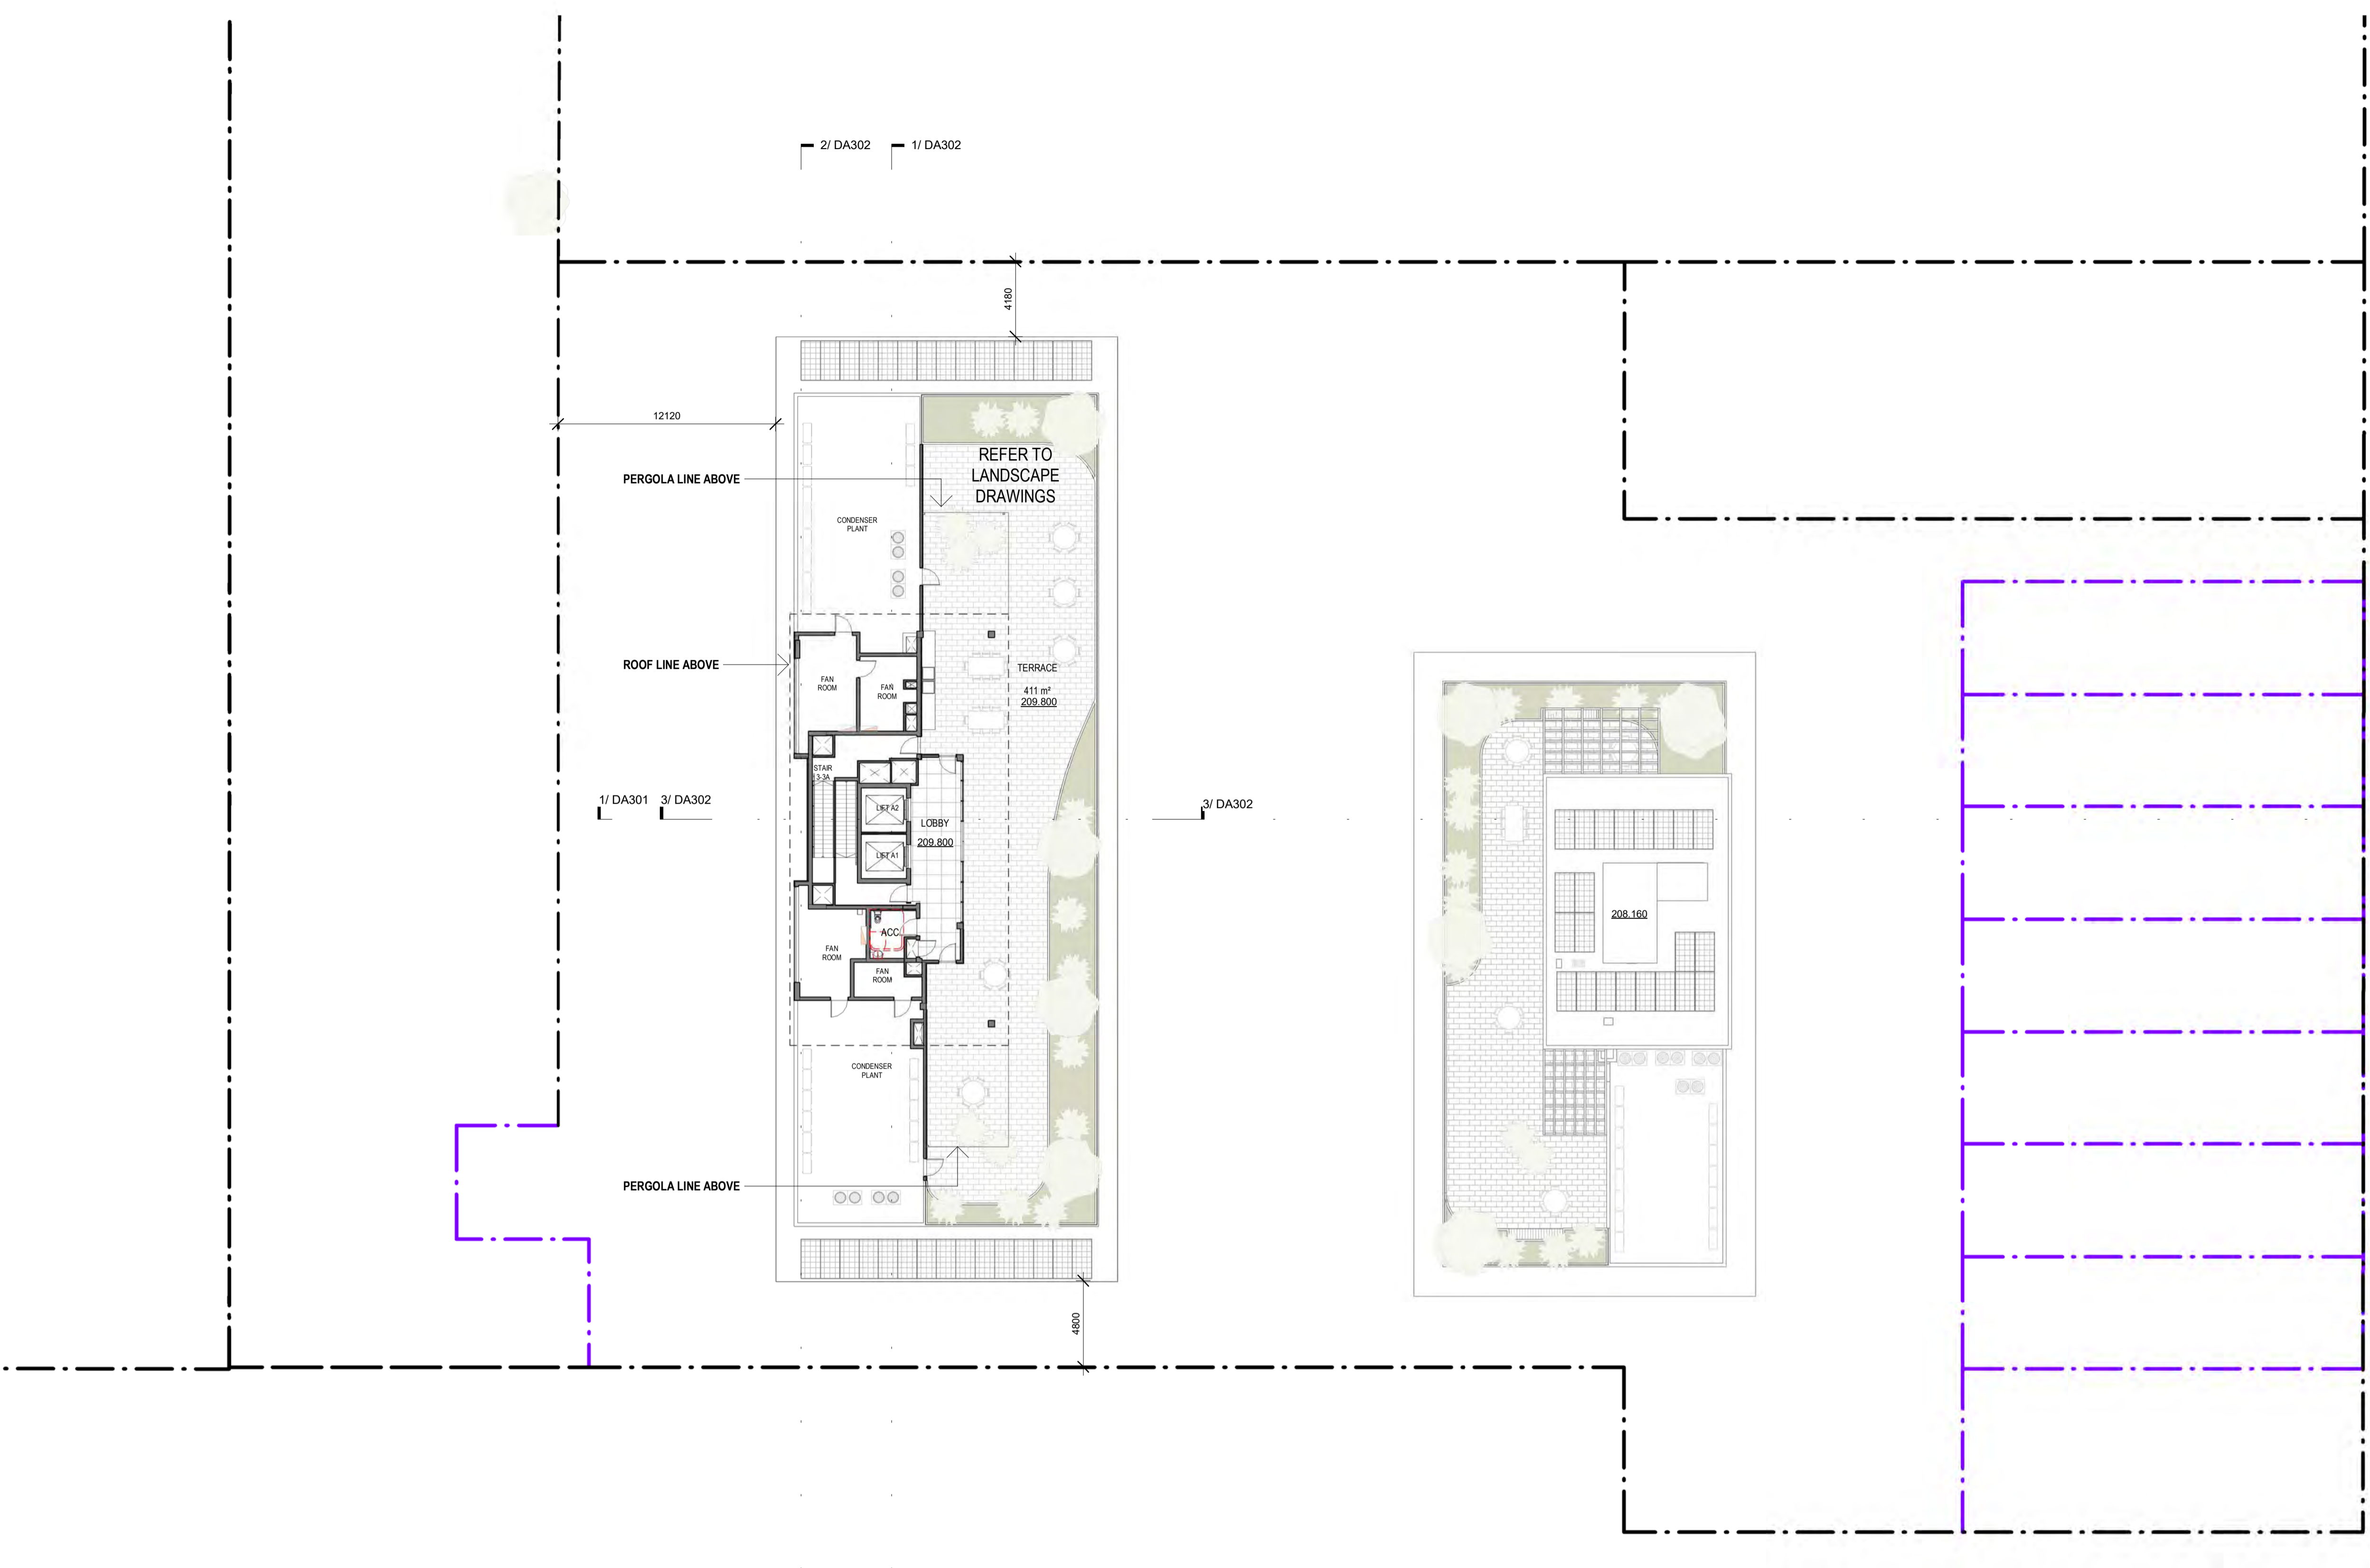 2/ DA302
1/ DA302
4180
12120
REFER TO
LANDSCAPE
DRAWINGS
PERGOLA LINE ABOVE
CONDENSER
PLANT
ROOF LINE ABOVE
TERRACE
FAN
ROOM
FAN
ROOM
411 m²
209.800
STAIR
3-3A
1/ DA301
3/ DA302
LIFT A2
3/ DA302
LOBBY
209.800
LIFT A1
208.160
ACC.
FAN
ROOM
FAN
ROOM
CONDENSER
PLANT
PERGOLA LINE ABOVE
4800